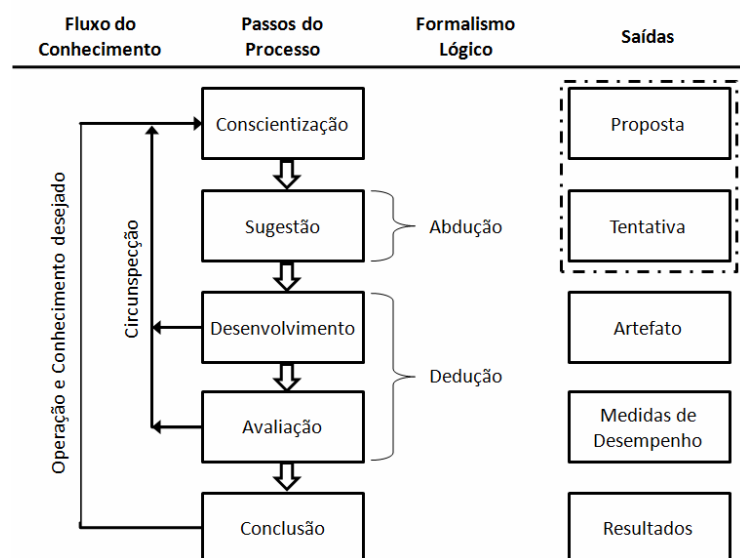 Fluxo do
Conhecimento
Passos do
Processo
Formalismo
Lógico
Saídas
Conscientização
Proposta
Sugestão
Abdução
Tentativa
Desenvolvimento
Artefato
Dedução
Avaliação
Medidas de
Desempenho
Conclusão
Resultados
Operação e Conhecimento desejado
Circunspecção